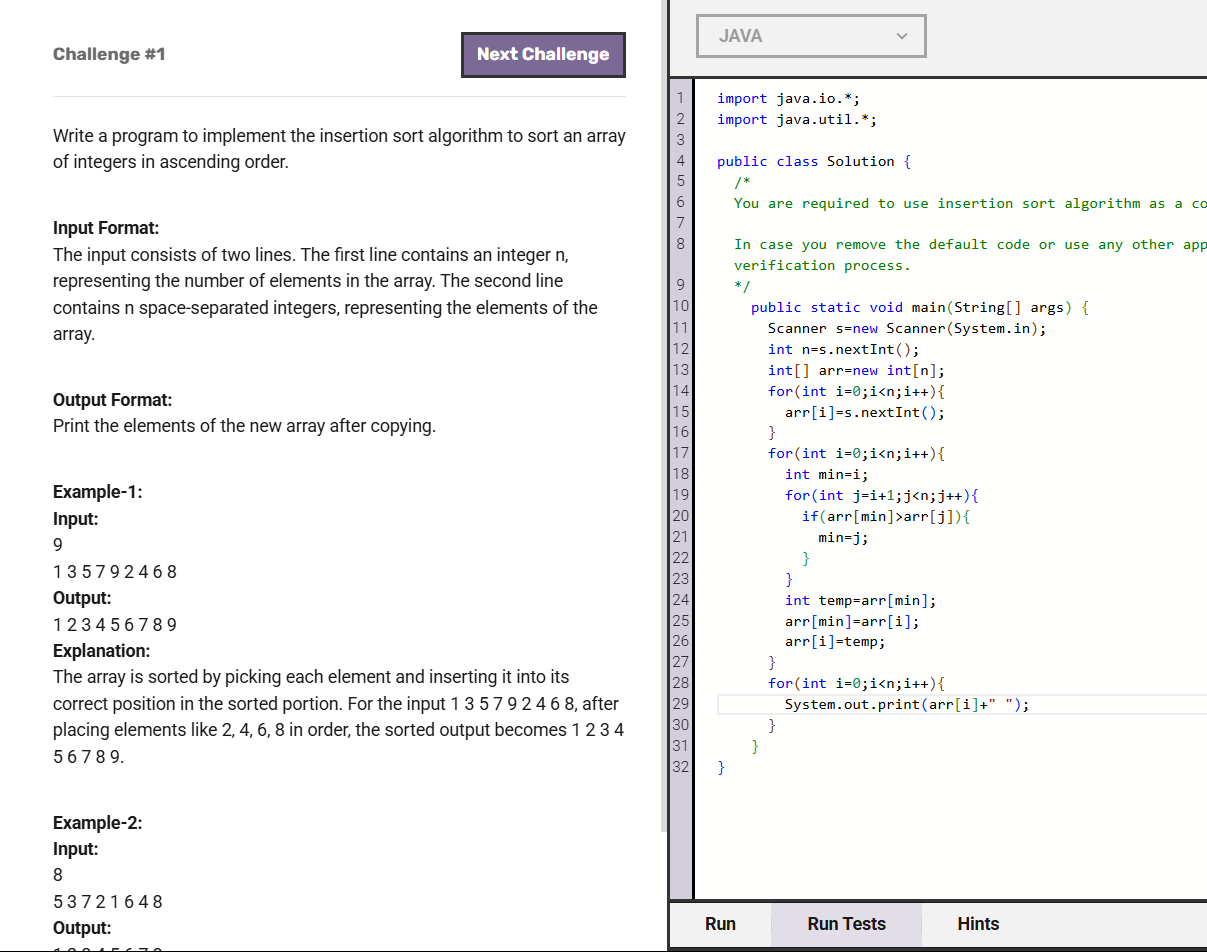 Challenge #1
Next Challenge
Write a program to implement the insertion sort algorithm to sort an array
of integers in ascending order.
Input Format:
The input consists of two lines. The first line contains an integer n,
representing the number of elements in the array. The second line
contains n space-separated integers, representing the elements of the
array.
Output Format:
Print the elements of the new array after copying.
Example-1:
Input:
9
1 3 5 7 9 2 4 6 8
Output:
1 2 3 4 5 6 7 8 9
Explanation:
The array is sorted by picking each element and inserting it into its
correct position in the sorted portion. For the input 1 3 5 7 9 2 4 6 8, after
placing elements like 2, 4, 6, 8 in order, the sorted output becomes 1 2 3 4
5 6 7 8 9.
Example-2:
Input:
8
5 3 7 2 1 6 4 8
Output:
JAVA
1 import java.io.*;
2 import java.util.*;
3
4 public class Solution {
5 /*
6 You are required to use insertion sort algorithm as a co
7
8 In case you remove the default code or use any other app
verification process.
9 */
10 public static void main(String[] args) {
11 Scanner s=new Scanner(System.in);
12 int n=s.nextInt();
13 int[] arr=new int[n];
14 for(int i=0;i<n;i++){
15 arr[i]=s.nextInt();
16 }
17 for(int i=0;i<n;i++){
18 int min=i;
19 for(int j=i+1;j<n;j++){
20 if(arr[min]>arr[j]){
21 min=j;
22 }
23 }
24 int temp=arr[min];
25 arr[min]=arr[i];
26 arr[i]=temp;
27 }
28 for(int i=0;i<n;i++){
29 System.out.print(arr[i]+" ");
30 }
31 }
32 }
Run
Run Tests
Hints